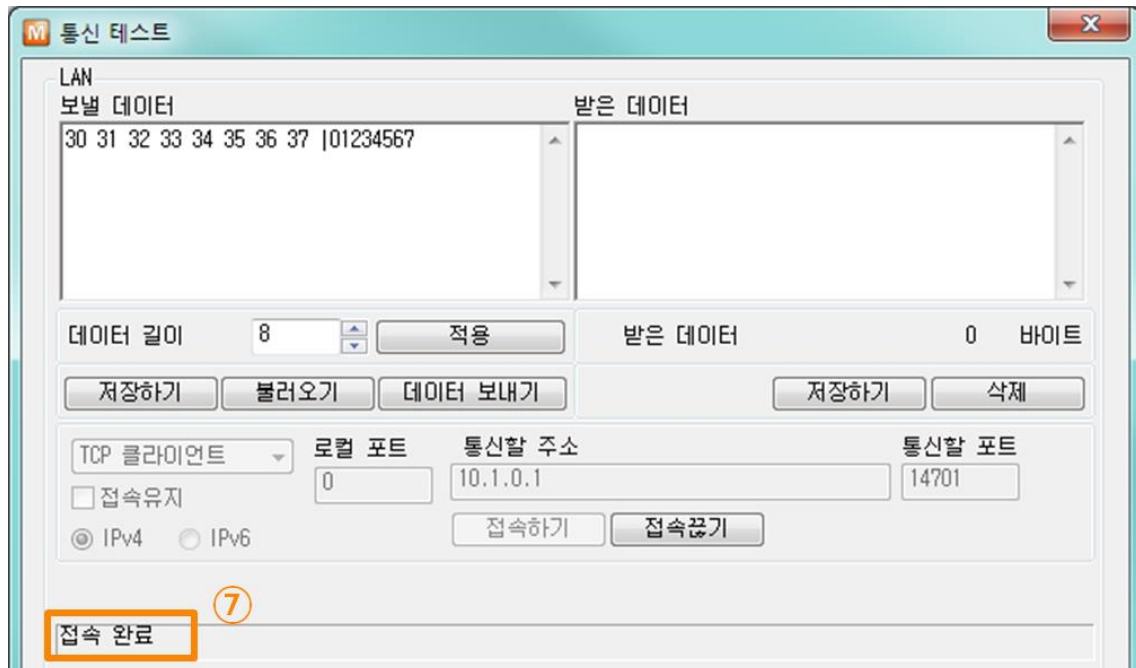 M 통신 테스트
LAN
보낼 데이터
받은 데이터
30 31 32 33 34 35 36 37 |01234567
데이터 길이 8 적용
받은 데이터 0 바이트
저장하기 불러오기 데이터 보내기
저장하기 삭제
TCP 클라이언트
접속유지
IPv4 IPv6
로컬 포트
0
통신할 주소
10.1.0.1
통신할 포트
14701
접속하기 접속끊기
⑦
접속 완료